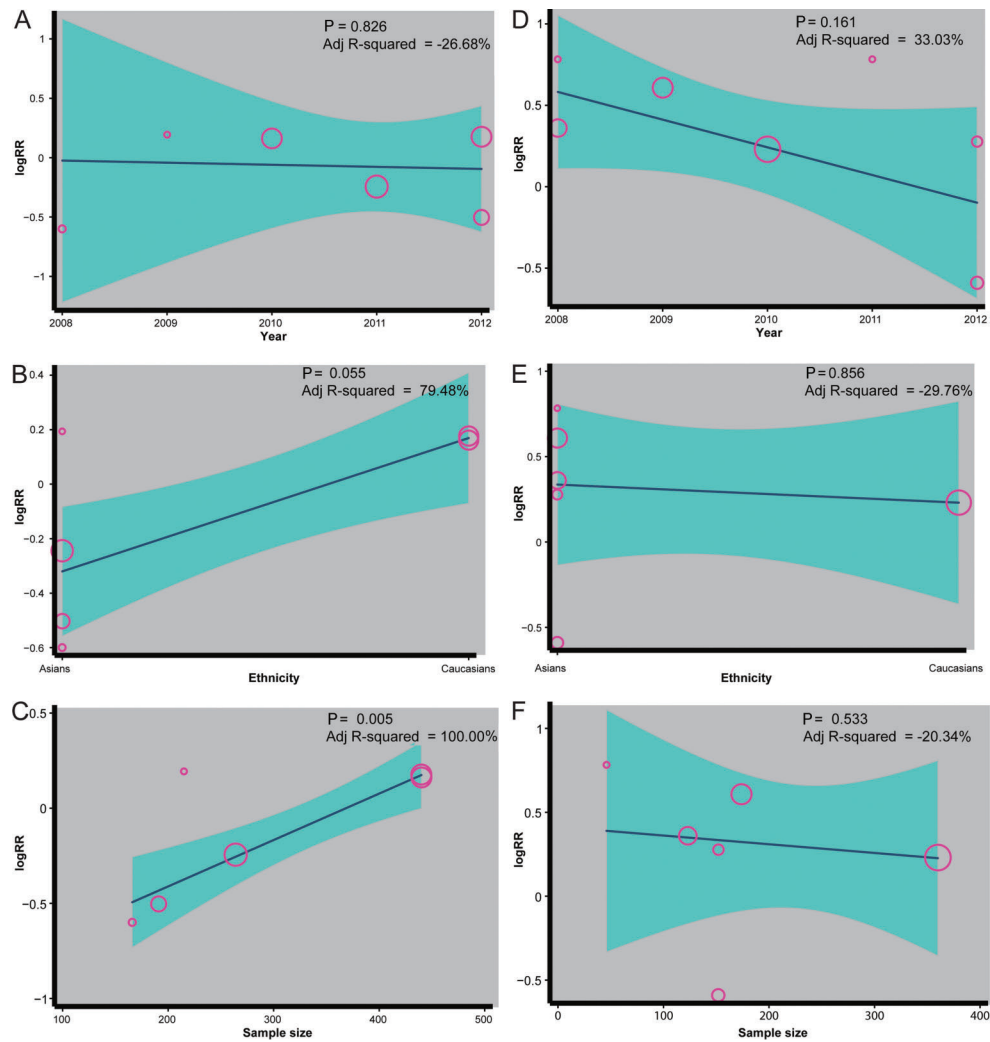 A
P = 0.826
Adj R-squared = -26.68%
logRR
1
0.5
0
−0.5
−1
2008 2009 2010 2011 2012
Year
D
P = 0.161
Adj R-squared = 33.03%
logRR
1
0.5
0
−0.5
2008 2009 2010 2011 2012
Year
B
P = 0.055
Adj R-squared = 79.48%
logRR
0.4
0.2
0
−0.2
−0.4
−0.6
Asians Caucasians
Ethnicity
E
P = 0.856
Adj R-squared = -29.76%
logRR
1
0.5
0
−0.5
Asians Caucasians
Ethnicity
C
P = 0.005
Adj R-squared = 100.00%
logRR
0.5
0
−0.5
−1
100 200 300 400 500
Sample size
F
P = 0.533
Adj R-squared = -20.34%
logRR
1
0.5
0
−0.5
0 100 200 300 400
Sample size